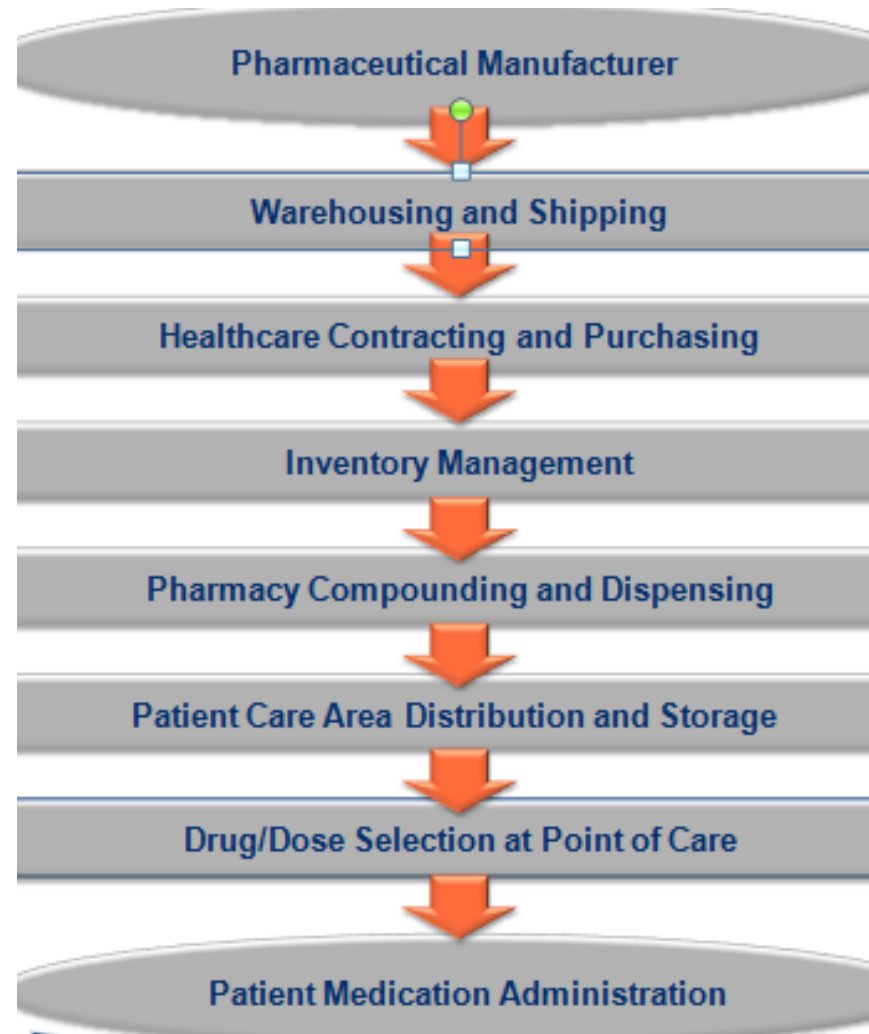 Pharmaceutical Manufacturer
Warehousing and Shipping
Healthcare Contracting and Purchasing
Inventory Management
Pharmacy Compounding and Dispensing
Patient Care Area Distribution and Storage
Drug/Dose Selection at Point of Care
Patient Medication Administration